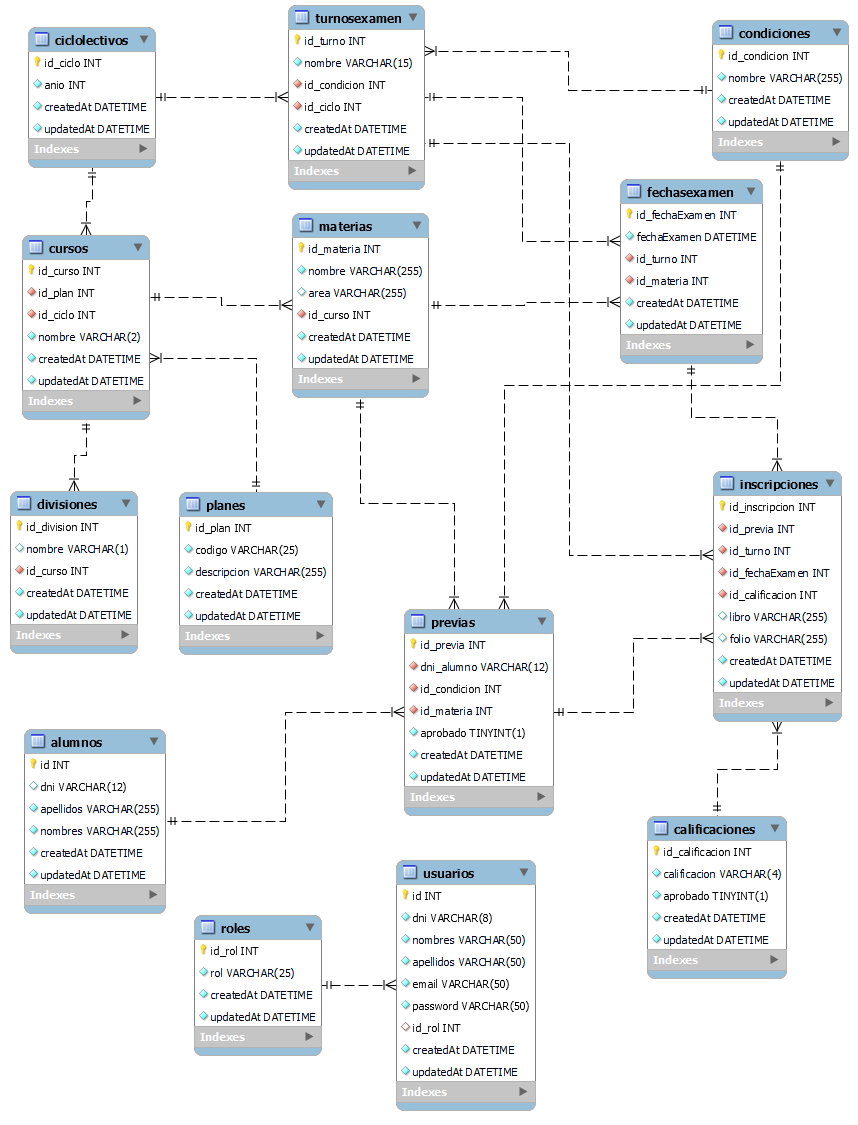 ciclolectivos
id_ciclo INT
anio INT
createdAt DATETIME
updatedAt DATETIME
Indexes
turnosexamen
id_turno INT
nombre VARCHAR(15)
id_condicion INT
id_ciclo INT
createdAt DATETIME
updatedAt DATETIME
Indexes
condiciones
id_condicion INT
nombre VARCHAR(255)
createdAt DATETIME
updatedAt DATETIME
Indexes
cursos
id_curso INT
id_plan INT
id_ciclo INT
nombre VARCHAR(2)
createdAt DATETIME
updatedAt DATETIME
Indexes
materias
id_materia INT
nombre VARCHAR(255)
area VARCHAR(255)
id_curso INT
createdAt DATETIME
updatedAt DATETIME
Indexes
fechasexamen
id_fechaExamen INT
fechaExamen DATETIME
id_turno INT
id_materia INT
createdAt DATETIME
updatedAt DATETIME
Indexes
divisiones
id_division INT
nombre VARCHAR(1)
id_curso INT
createdAt DATETIME
updatedAt DATETIME
Indexes
planes
id_plan INT
codigo VARCHAR(25)
descripcion VARCHAR(255)
createdAt DATETIME
updatedAt DATETIME
Indexes
inscripciones
id_inscripcion INT
id_previa INT
id_turno INT
id_fechaExamen INT
id_calificacion INT
libro VARCHAR(255)
folio VARCHAR(255)
createdAt DATETIME
updatedAt DATETIME
Indexes
previas
id_previa INT
dni_alumno VARCHAR(12)
id_condicion INT
id_materia INT
aprobado TINYINT(1)
createdAt DATETIME
updatedAt DATETIME
Indexes
alumnos
id INT
dni VARCHAR(12)
apellidos VARCHAR(255)
nombres VARCHAR(255)
createdAt DATETIME
updatedAt DATETIME
Indexes
calificaciones
id_calificacion INT
calificacion VARCHAR(4)
aprobado TINYINT(1)
createdAt DATETIME
updatedAt DATETIME
Indexes
roles
id_rol INT
rol VARCHAR(25)
createdAt DATETIME
updatedAt DATETIME
Indexes
usuarios
id INT
dni VARCHAR(8)
nombres VARCHAR(50)
apellidos VARCHAR(50)
email VARCHAR(50)
password VARCHAR(50)
id_rol INT
createdAt DATETIME
updatedAt DATETIME
Indexes